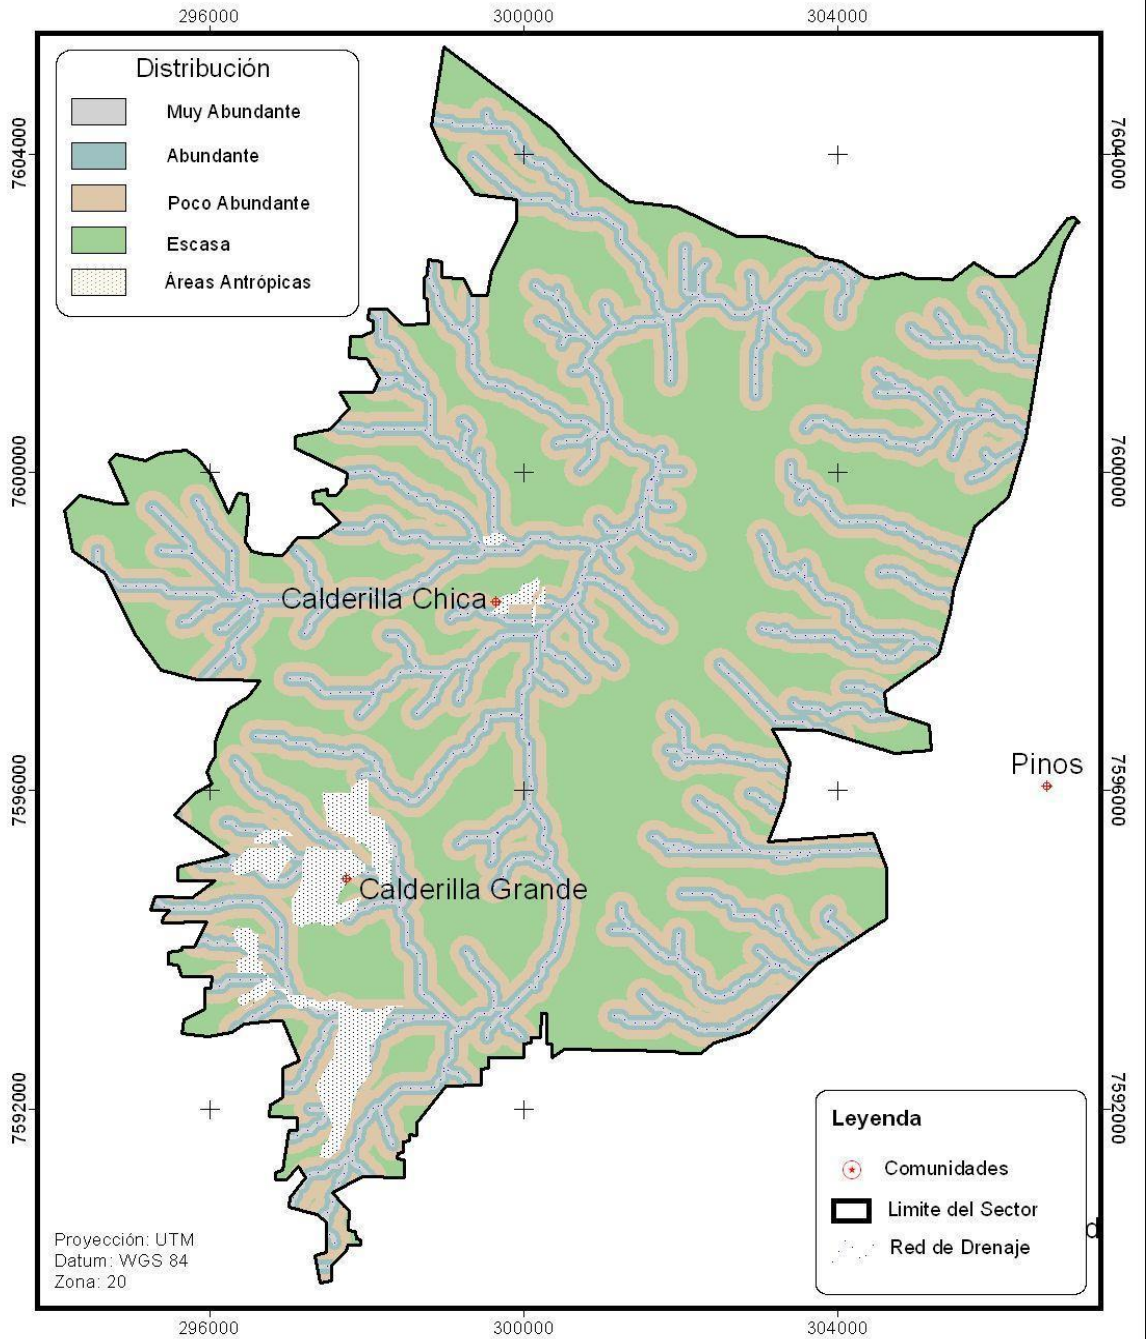 296000 300000 304000
Distribución
Muy Abundante
Abundante
Poco Abundante
Escasa
Áreas Antrópicas
7604000 7604000
7600000 7600000
Calderilla Chica
Pinos
7596000 7596000
Calderilla Grande
7592000 7592000
Leyenda
Comunidades
Limite del Sector
Red de Drenaje
d
Proyección: UTM
Datum: WGS 84
Zona: 20
296000 300000 304000